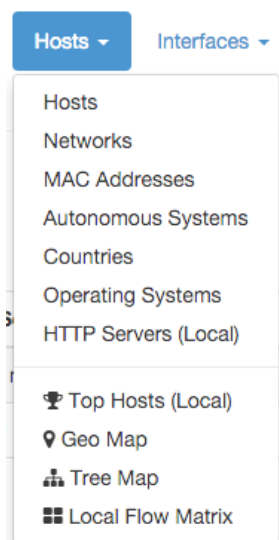 Hosts Interfaces
Hosts
Networks
MAC Addresses
Autonomous Systems
Countries
Operating Systems
HTTP Servers (Local)
Top Hosts (Local)
Geo Map
Tree Map
Local Flow Matrix